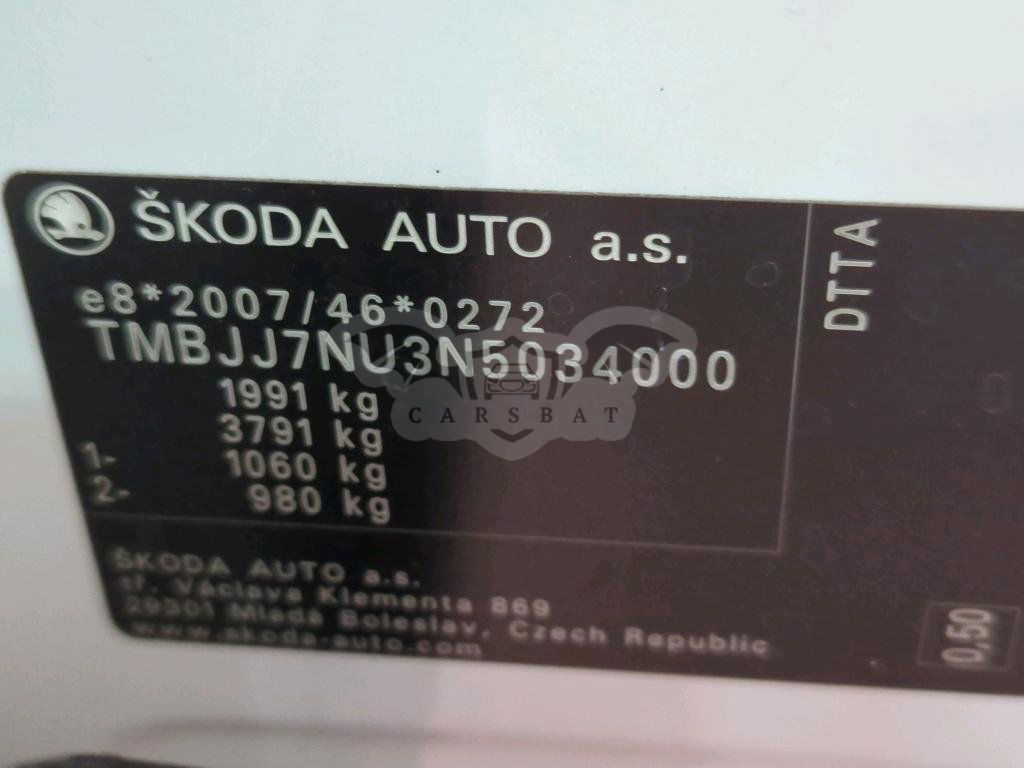 ŠKODA AUTO a.s.
e8*2007/46*0272
TMBJJ7NU3N5034000
1991 kg
3791 kg
1- 1060 kg
2- 980 kg
DTTA
CARSBAT
ŠKODA AUTO a.s.
tř. Václava Klementa 869
29301 Mladá Boleslav, Czech Republic
www.skoda-auto.com
0,50